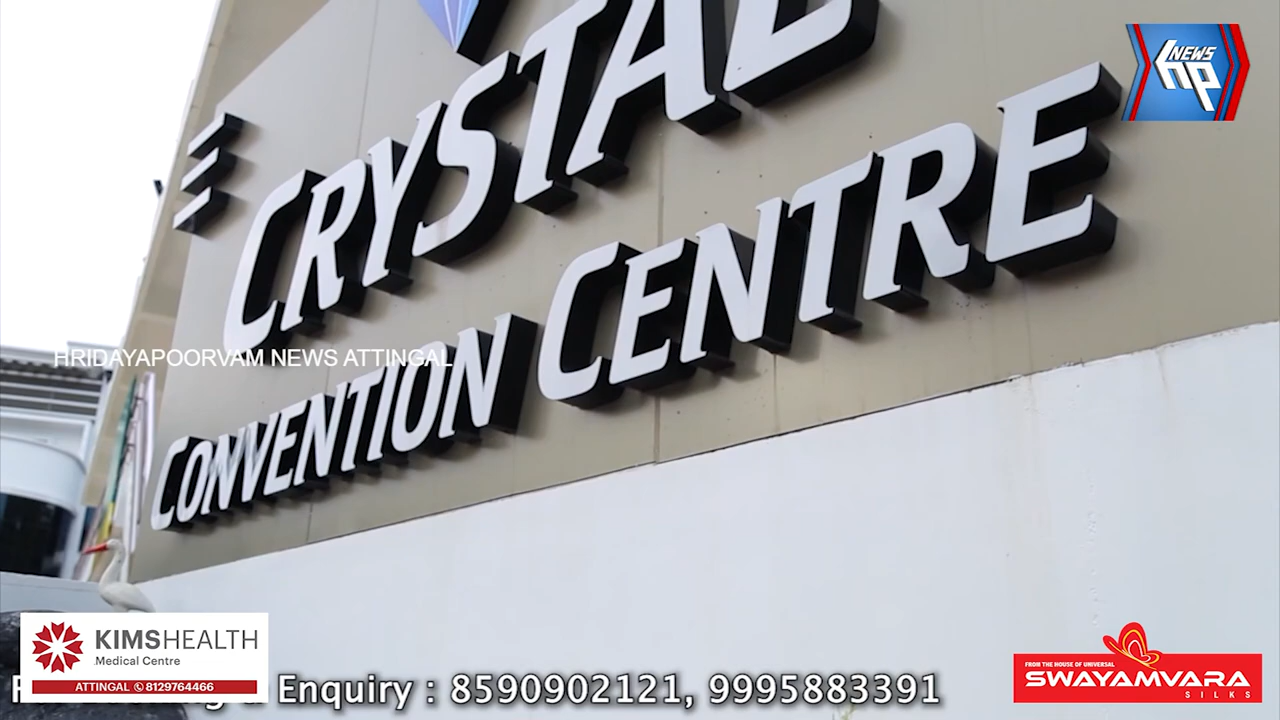 CRYSTAL
CONVENTION CENTRE
NEWS
HP
HRIDAYAPOORVAM NEWS ATTINGAL
KIMSHEALTH
Medical Centre
ATTINGAL 8129764466
Enquiry : 8590902121, 9995883391
FROM THE HOUSE OF UNIVERSAL
SWAYAMVARA
SILKS